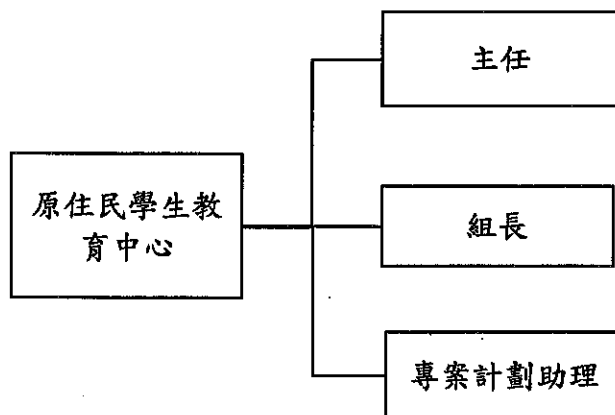 主任
原住民學生教
育中心
組長
專案計劃助理